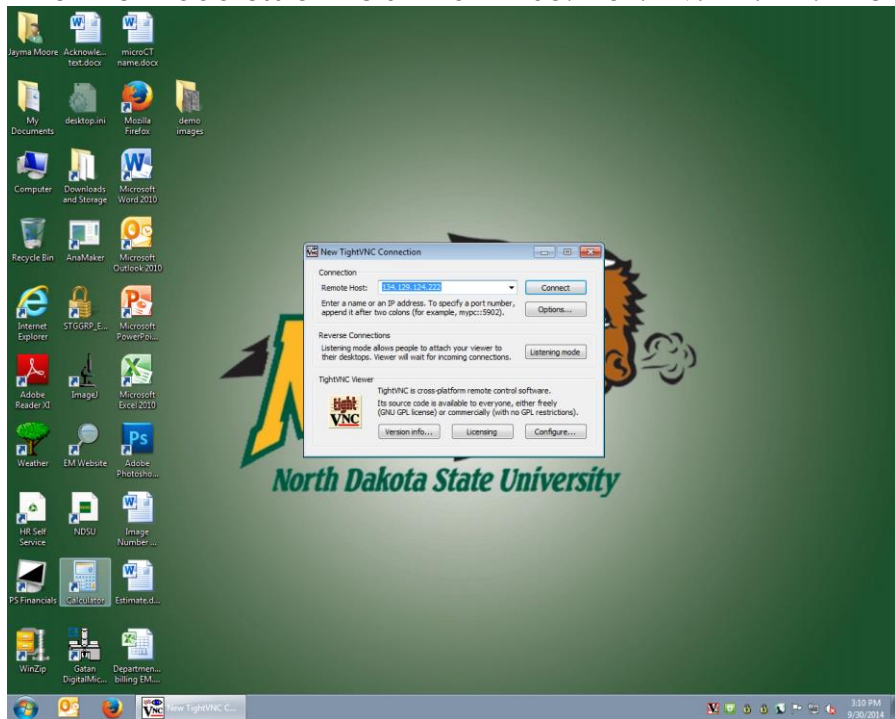 Jayma Moore
Acknowle...
text.docx
microCT
name.docx
My
Documents
desktop.ini
Mozilla
Firefox
demo
images
Computer
Downloads
and Storage
Microsoft
Word 2010
Recycle Bin
AnaMaker
Microsoft
Outlook 2010
Internet
Explorer
STGGRP_E...
Microsoft
PowerPoi...
Adobe
Reader XI
ImageJ
Microsoft
Excel 2010
Weather
EM Website
Adobe
Photosho...
HR Self
Service
NDSU
Image
Number ...
PS Financials
Calculator
Estimate.d...
WinZip
Gatan
DigitalMic...
Departmen...
billing EM....
New TightVNC Connection
Connection
Remote Host: 134.129.124.222
Connect
Enter a name or an IP address. To specify a port number,
append it after two colons (for example, mypc::5902).
Options...
Reverse Connections
Listening mode allows people to attach your viewer to
their desktops. Viewer will wait for incoming connections.
Listening mode
TightVNC Viewer
tight
VNC
TightVNC is cross-platform remote control software.
Its source code is available to everyone, either freely
(GNU GPL license) or commercially (with no GPL restrictions).
Version info...
Licensing
Configure...
North Dakota State University
VNC
New TightVNC C...
3:10 PM
9/30/2014